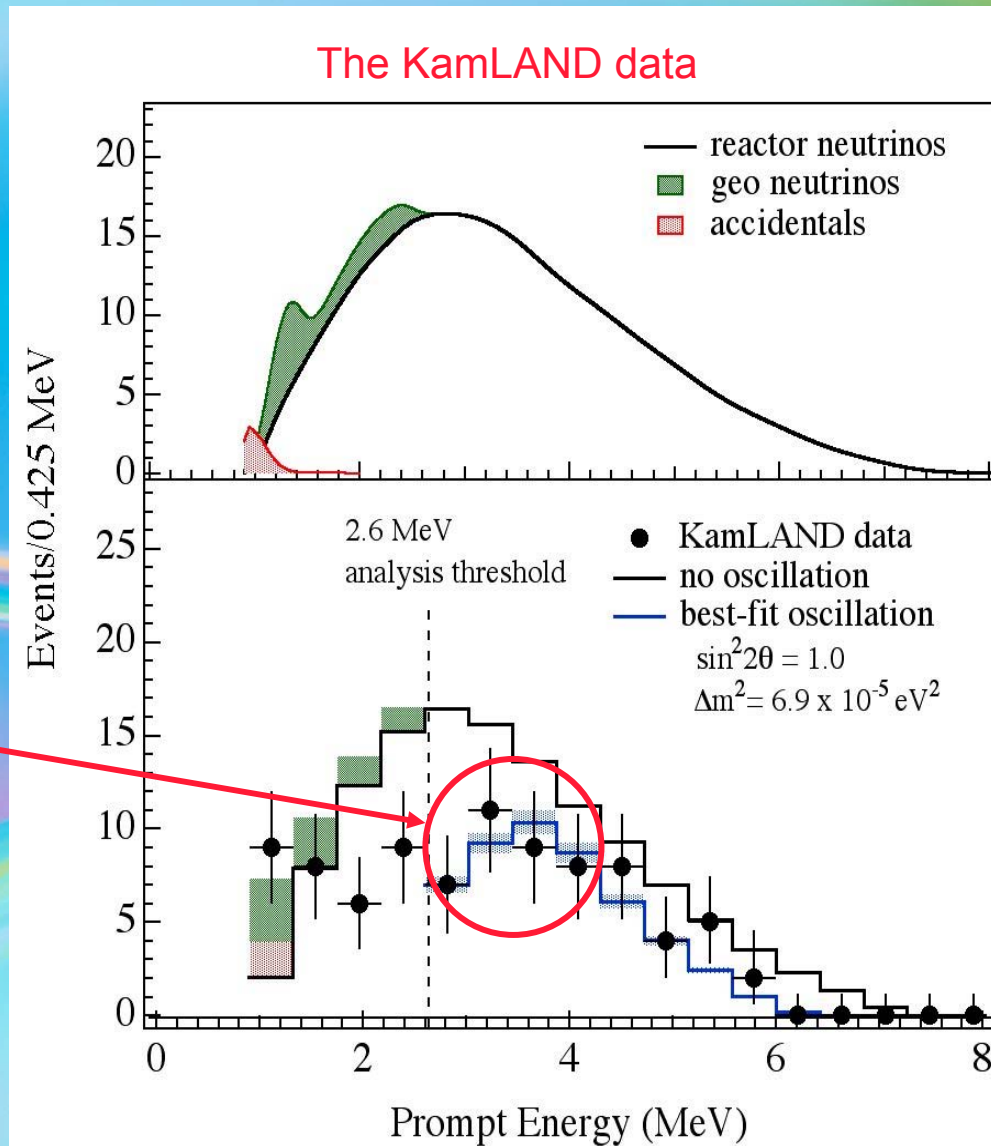 The KamLAND data
20
15
10
5
0
reactor neutrinos
geo neutrinos
accidentals
Events/0.425 MeV
25
20
15
10
5
0
2.6 MeV
analysis threshold
KamLAND data
no oscillation
best-fit oscillation
sin²2θ = 1.0
Δm²= 6.9 x 10⁻⁵ eV²
0 2 4 6 8
Prompt Energy (MeV)